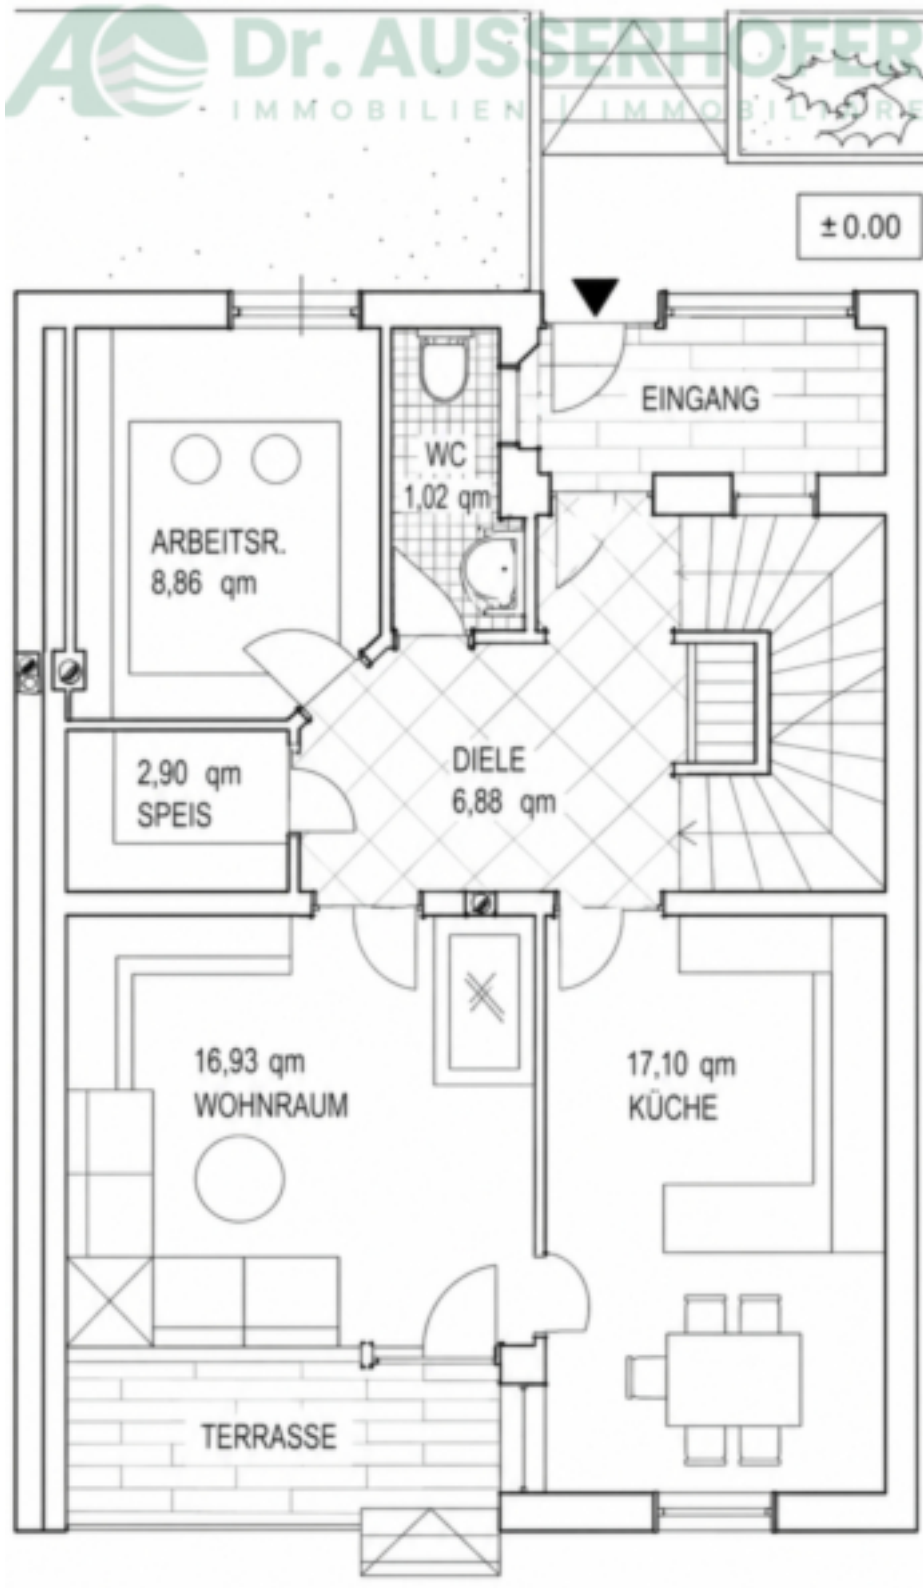 Dr. AUSSERHOFER
IMMOBILIEN | IMMOBILIARE
± 0.00
EINGANG
WC
1,02 qm
ARBEITSR.
8,86 qm
2,90 qm
SPEIS
DIELE
6,88 qm
16,93 qm
WOHNRAUM
17,10 qm
KÜCHE
TERRASSE